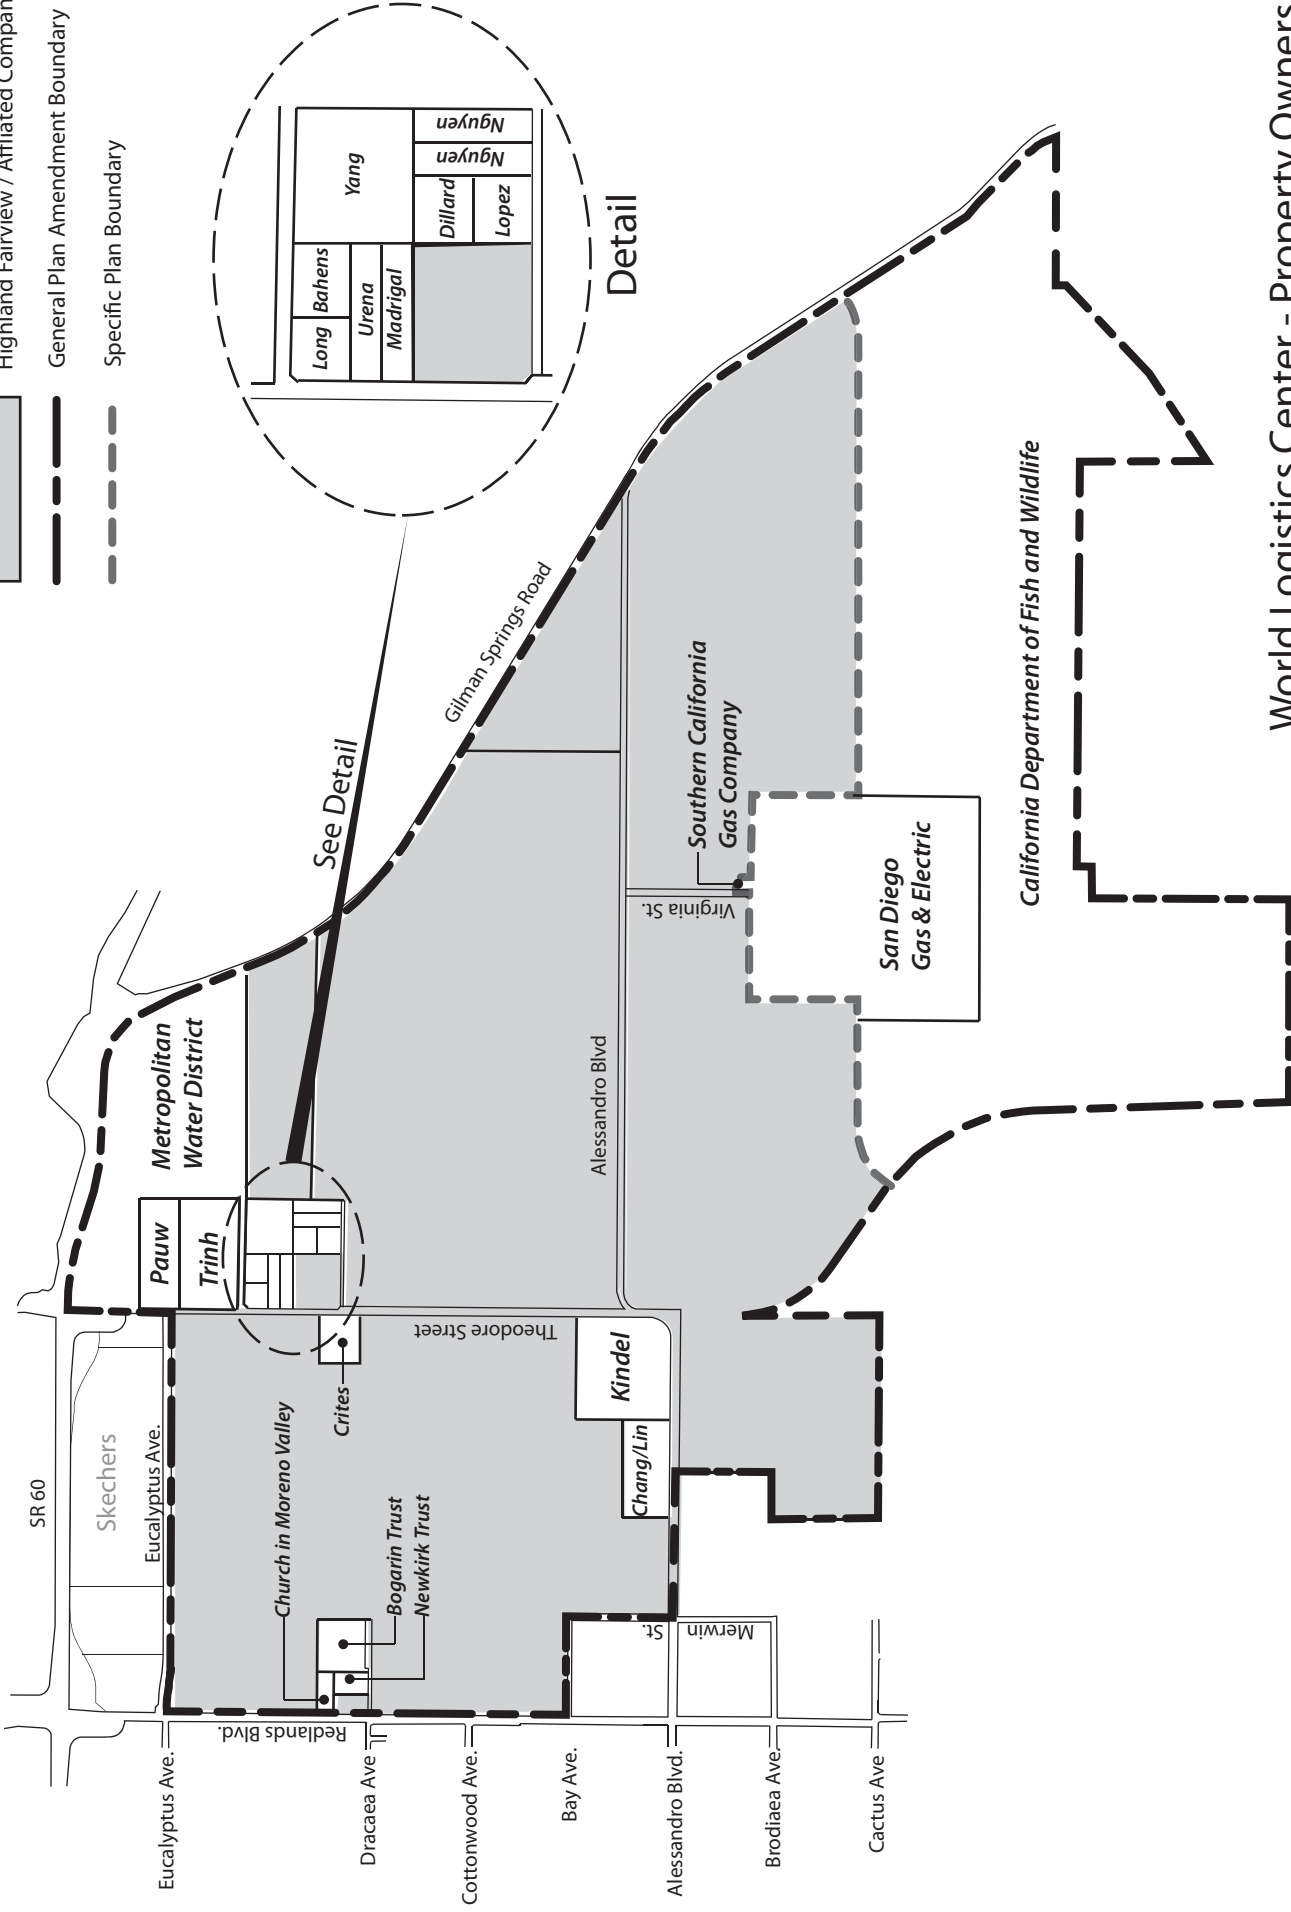 Highland Fairview / Affiliated
General Plan Amendment Boundary
Specific Plan Boundary
Long
Bahens
Urena
Madrigal
Yang
Dillard
Lopez
Nguyen
Nguyen
Detail
See Detail
SR 60
Skechers
Eucalyptus Ave.
Pauw
Trinh
Metropolitan
Water District
Gilman Springs Road
Church in Moreno Valley
Crites
Bogarin Trust
Newkirk Trust
Theodore Street
Kindel
Chang/Lin
Alessandro Blvd
Virginia St.
Southern California
Gas Company
San Diego
Gas & Electric
California Department of Fish and Wildlife
Redlands Blvd.
Merwin
St.
Eucalyptus Ave.
Dracaea Ave
Cottonwood Ave.
Bay Ave.
Alessandro Blvd.
Brodiaea Ave.
Cactus Ave
World Logistics Center - Property Owners